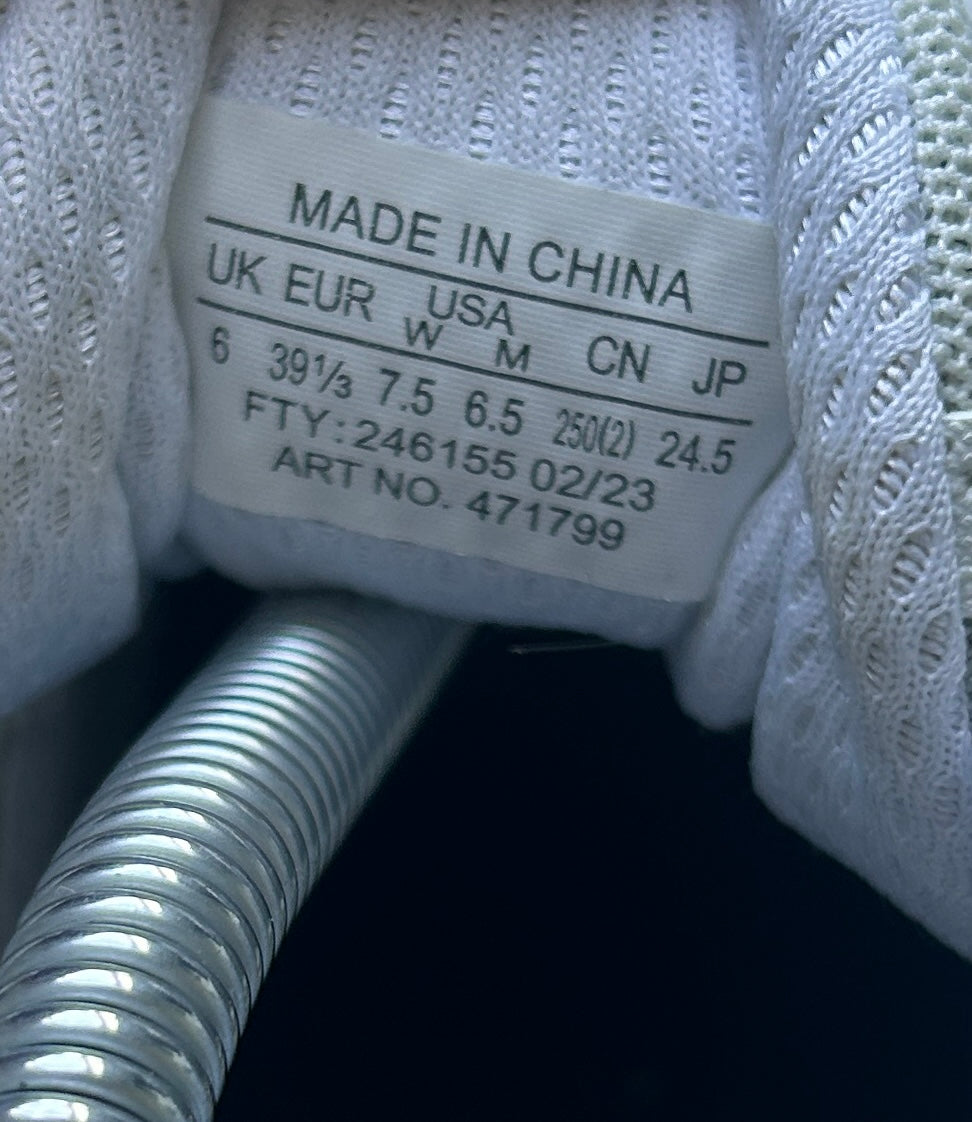 MADE IN CHINA
UK EUR USA CN JP
W M
6 39⅓ 7.5 6.5 250(2) 24.5
FTY:246155 02/23
ART NO. 471799